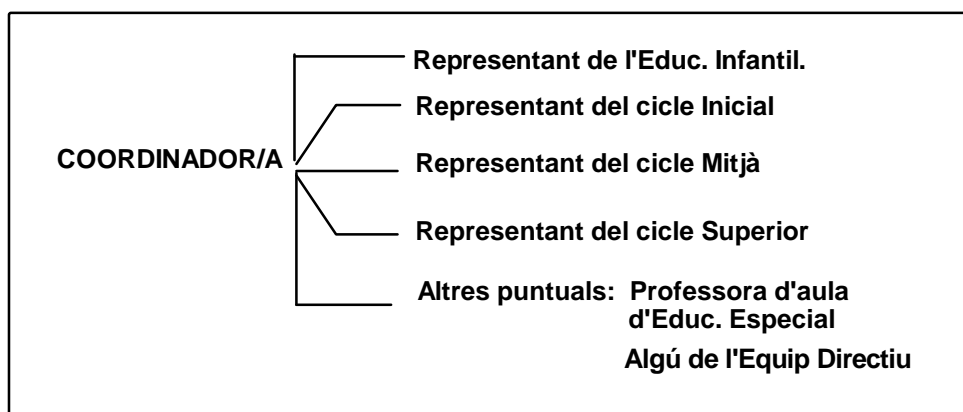 Representant de l'Educ. Infantil.
Representant del cicle Inicial
COORDINADOR/A
Representant del cicle Mitjà
Representant del cicle Superior
Altres puntuals: Professora d'aula
d'Educ. Especial
Algú de l'Equip Directiu